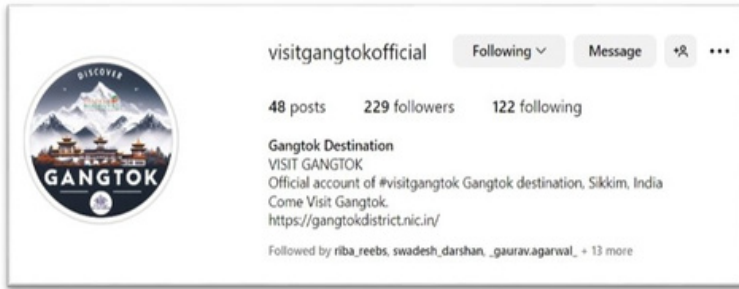 visitgangtokofficial Following Message
48 posts 229 followers 122 following
Gangtok Destination
VISIT GANGTOK
Official account of #visitgangtok Gangtok destination, Sikkim, India
Come Visit Gangtok.
https://gangtokdistrict.nic.in/
Followed by riba_reebs, swadesh_darshan, _gaurav.agarwal_ + 13 more
DISCOVER
GANGTOK